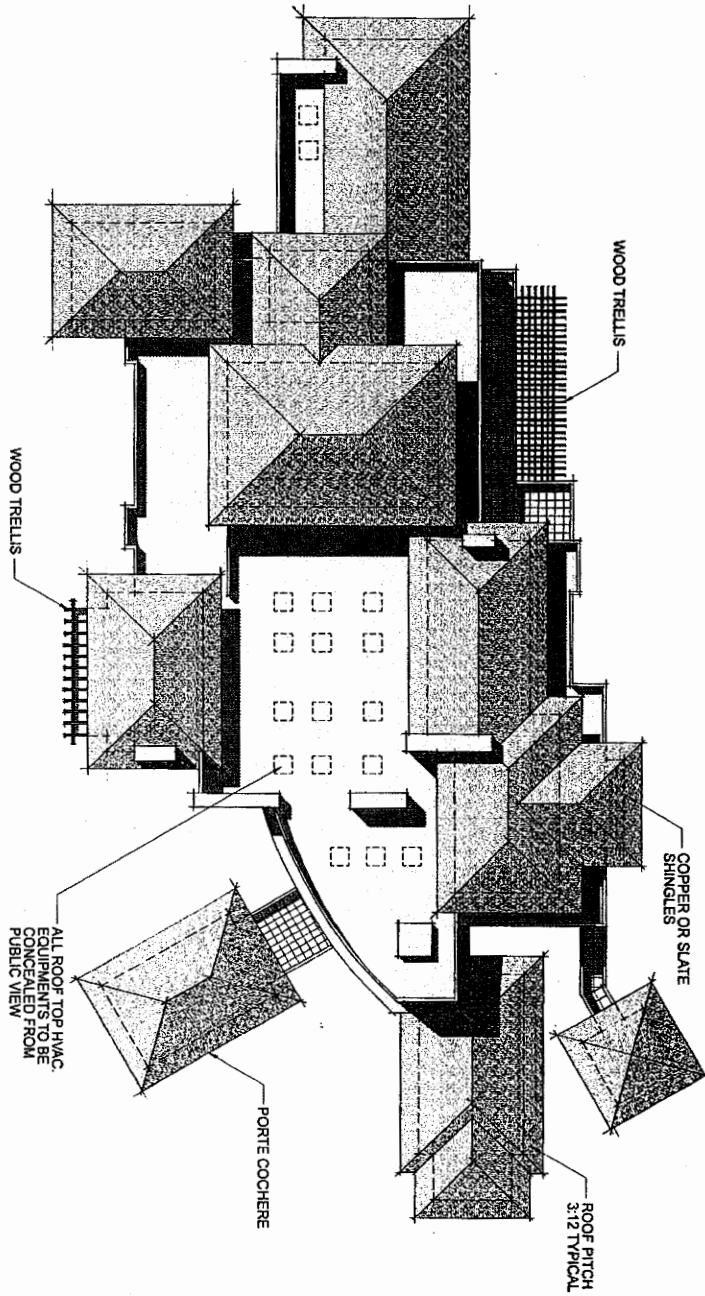 WOOD TRELLIS
COPPER OR SLATE
SHINGLES
ROOF PITCH
3:12 TYPICAL
WOOD TRELLIS
ALL ROOF TOP HVAC.
EQUIPMENTS TO BE
CONCEALED FROM
PUBLIC VIEW
PORTE COCHERE